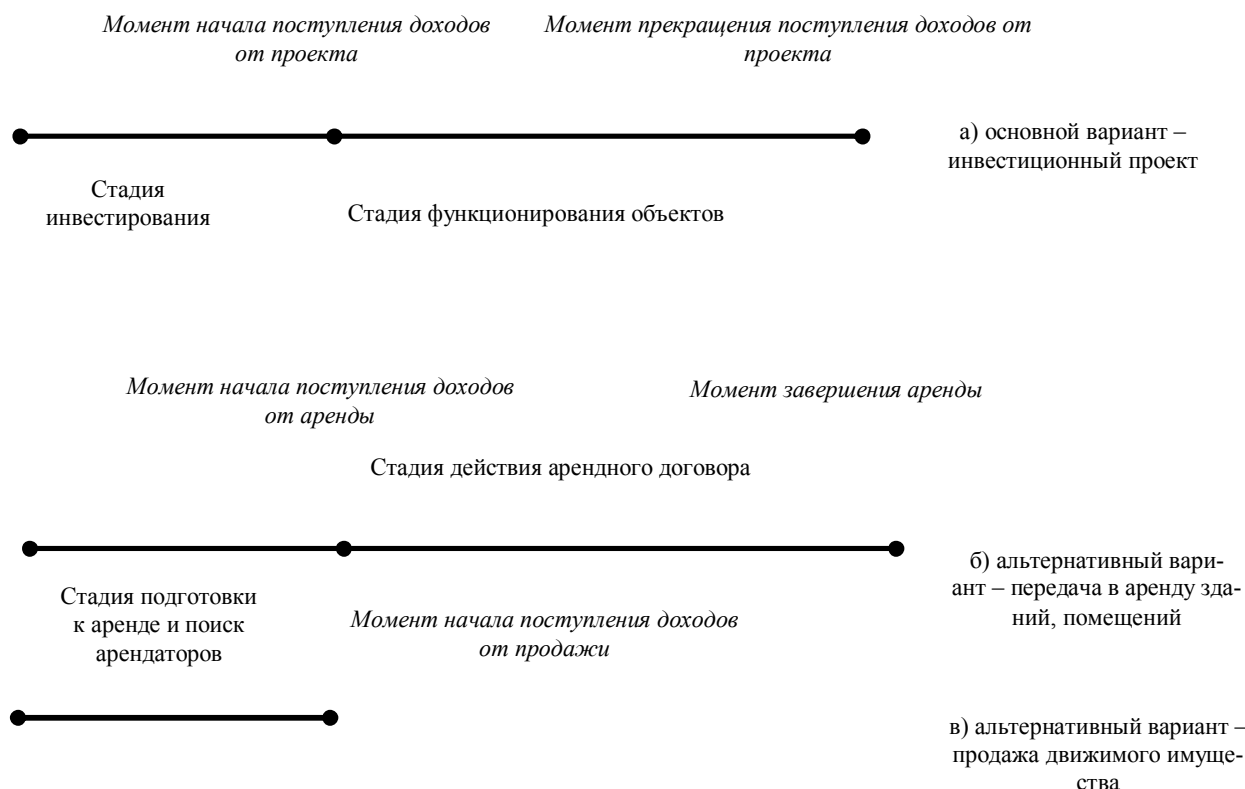 Момент начала поступления доходов
от проекта
Момент прекращения поступления доходов от
проекта
а) основной вариант –
инвестиционный проект
Стадия
инвестирования
Стадия функционирования объектов
Момент начала поступления доходов
от аренды
Момент завершения аренды
Стадия действия арендного договора
б) альтернативный вари-
ант – передача в аренду зда-
ний, помещений
Стадия подготовки
к аренде и поиск
арендаторов
Момент начала поступления доходов
от продажи
в) альтернативный вариант –
продажа движимого имуще-
ства